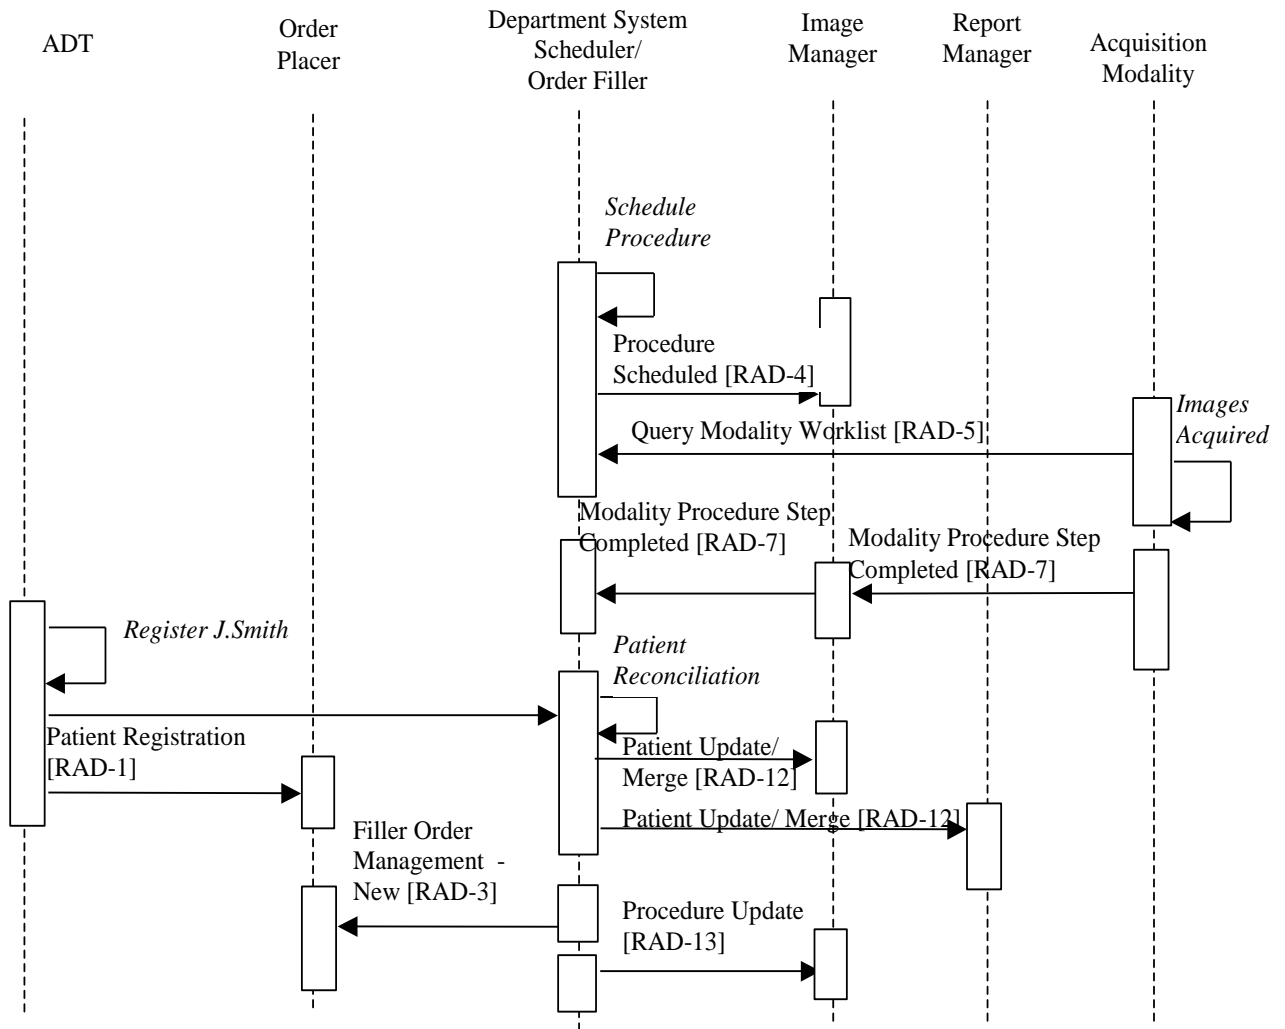 ADT
Order
Placer
Department System
Scheduler/
Order Filler
Image
Manager
Report
Manager
Acquisition
Modality
Schedule
Procedure
Procedure
Scheduled [RAD-4]
Images
Acquired
Query Modality Worklist [RAD-5]
Modality Procedure Step
Completed [RAD-7]
Modality Procedure Step
Completed [RAD-7]
Register J.Smith
Patient
Reconciliation
Patient Registration
[RAD-1]
Patient Update/
Merge [RAD-12]
Patient Update/ Merge [RAD-12]
Filler Order
Management  -
New [RAD-3]
Procedure Update
[RAD-13]